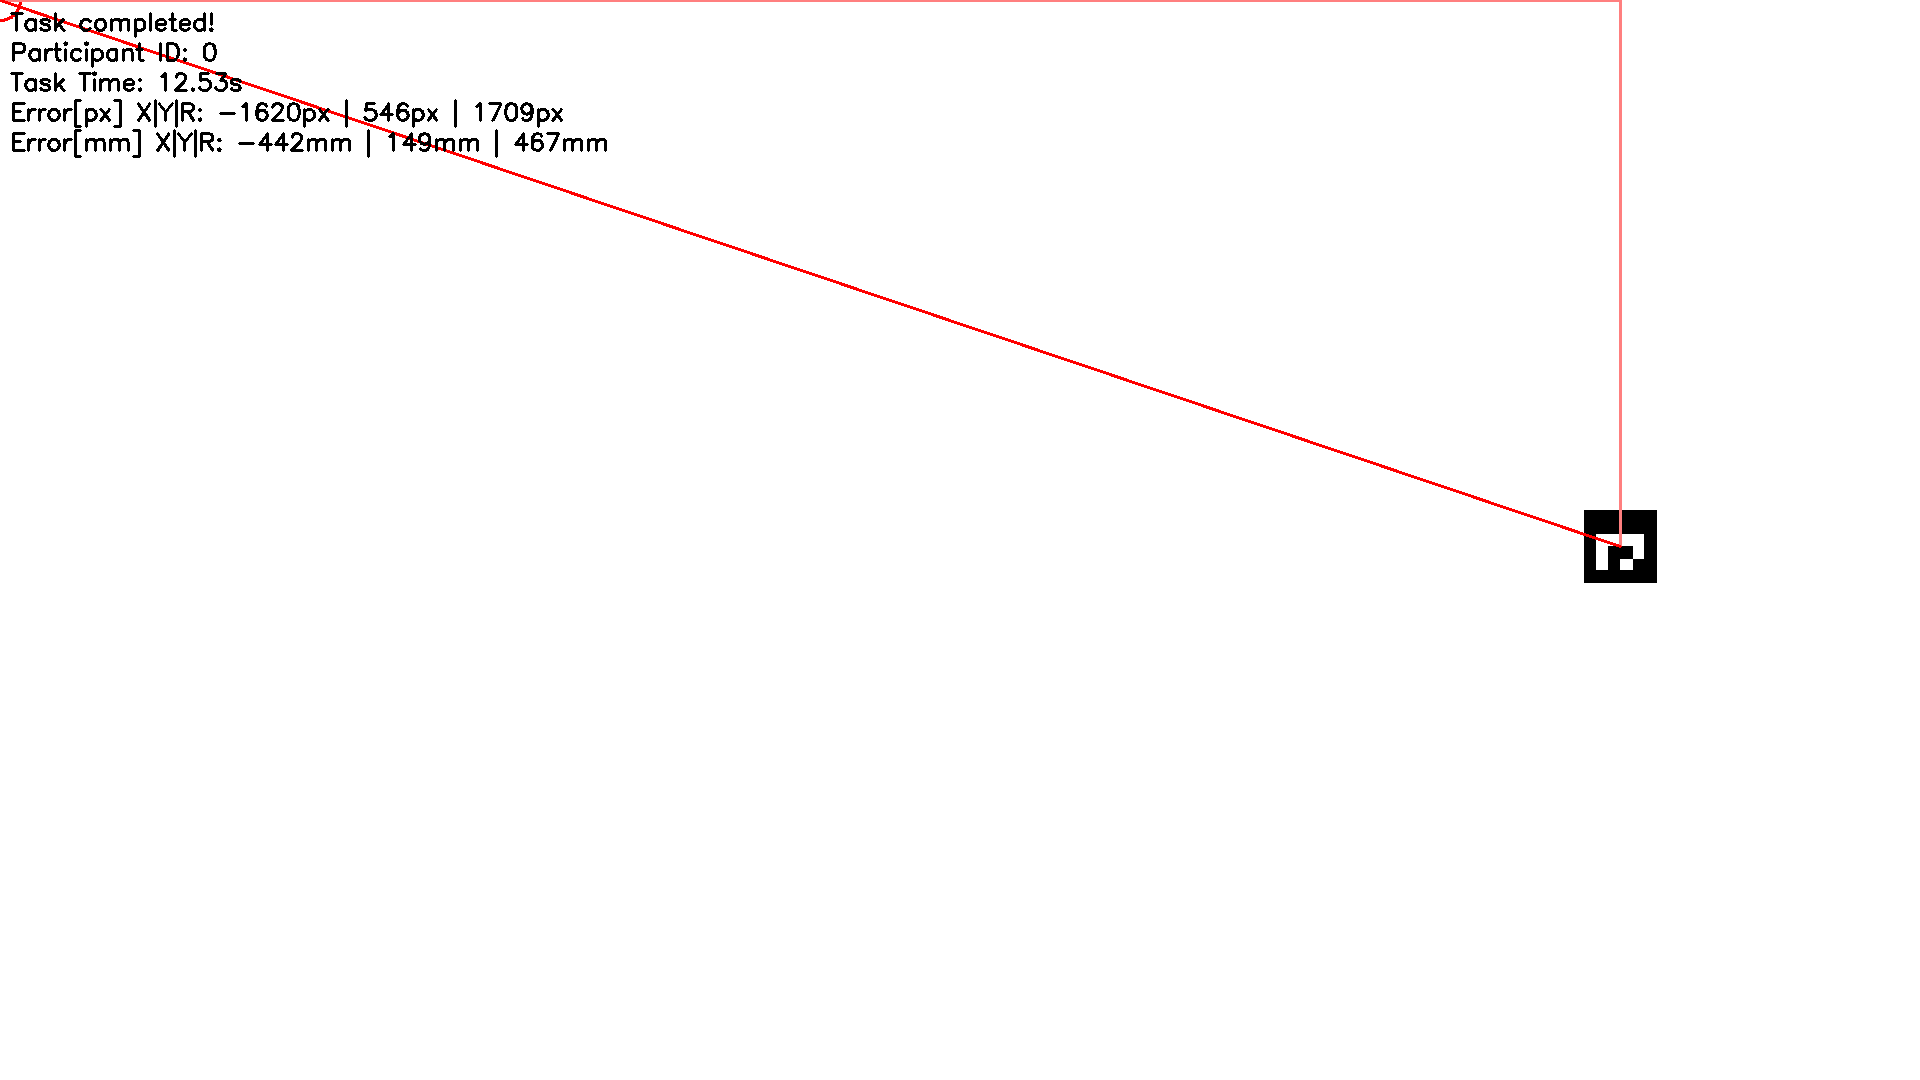 Task completed!
Participant ID: 0
Task Time: 12.53s
Error[px] X|Y|R: -1620px | 546px | 1709px
Error[mm] X|Y|R: -442mm | 149mm | 467mm